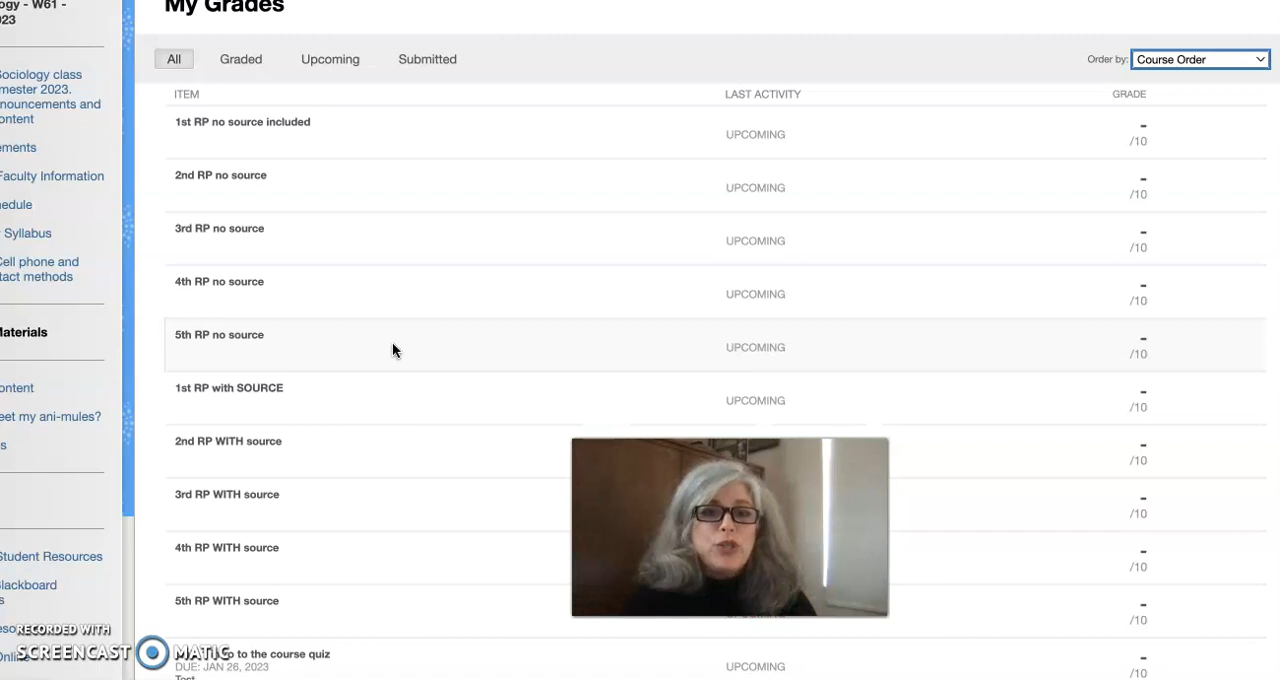 ogy - W61 -
023
Sociology class
mester 2023.
nouncements and
ontent
ements
Faculty Information
nedule
Syllabus
Cell phone and
tact methods
Materials
ontent
eet my ani-mules?
s
Student Resources
Blackboard
s
Onlin
My Grades
All Graded Upcoming Submitted Order by: Course Order
ITEM LAST ACTIVITY GRADE
1st RP no source included UPCOMING - /10
2nd RP no source UPCOMING - /10
3rd RP no source UPCOMING - /10
4th RP no source UPCOMING - /10
5th RP no source UPCOMING - /10
1st RP with SOURCE UPCOMING - /10
2nd RP WITH source - /10
3rd RP WITH source - /10
4th RP WITH source - /10
5th RP WITH source - /10
o to the course quiz UPCOMING -
DUE: JAN 26, 2023
Test
RECORDED WITH
SCREENCAST MATIC